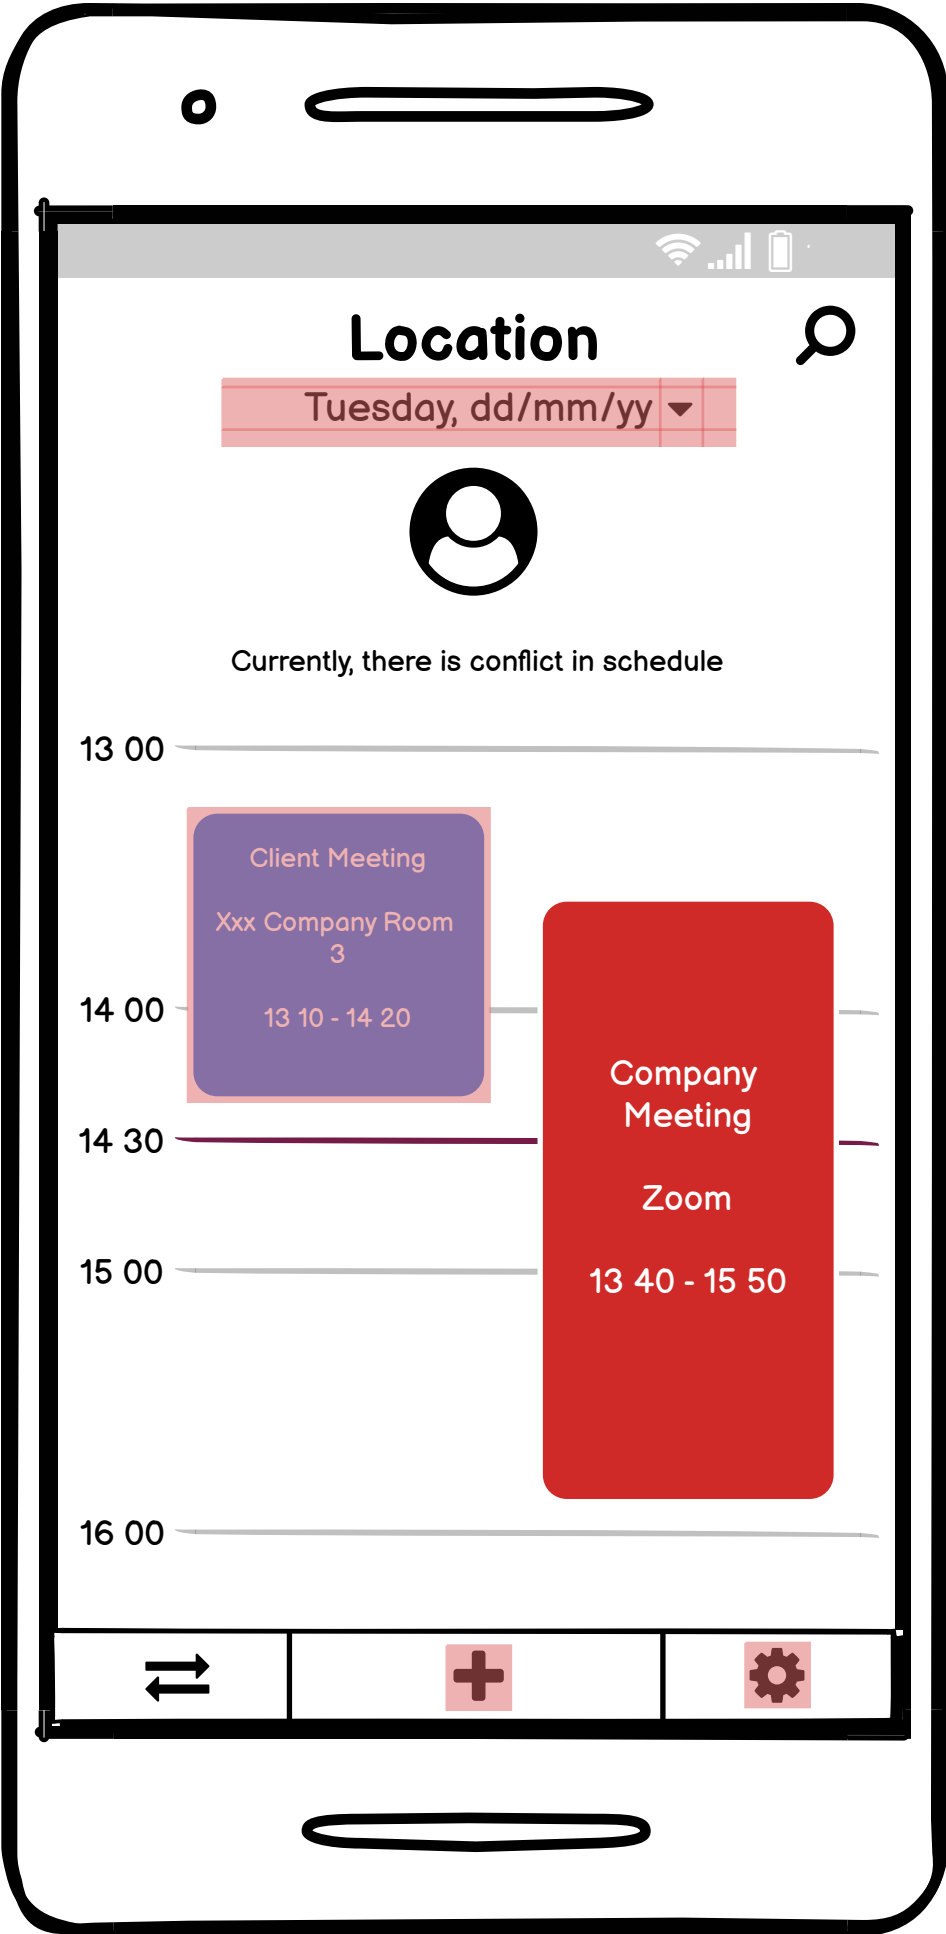 Location
Tuesday, dd/mm/yy
Currently, there is conflict in schedule
13 00
Client Meeting
Xxx Company Room
3
14 00
13 10 - 14 20
Company
Meeting
14 30
Zoom
15 00
13 40 - 15 50
16 00